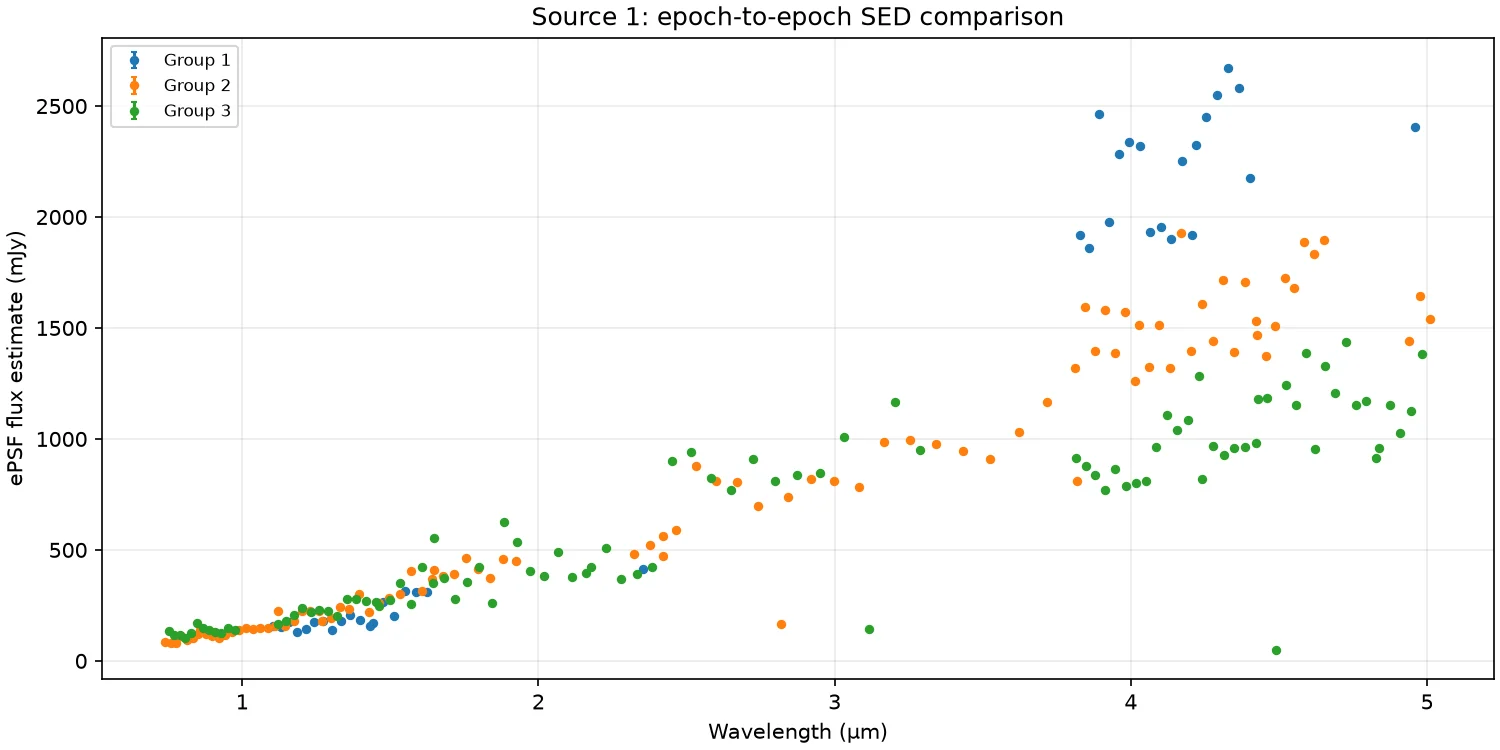 Source 1: epoch-to-epoch SED comparison
Group 1
Group 2
Group 3
ePSF flux estimate (mJy)
2500
2000
1500
1000
500
0
1 2 3 4 5
Wavelength (μm)